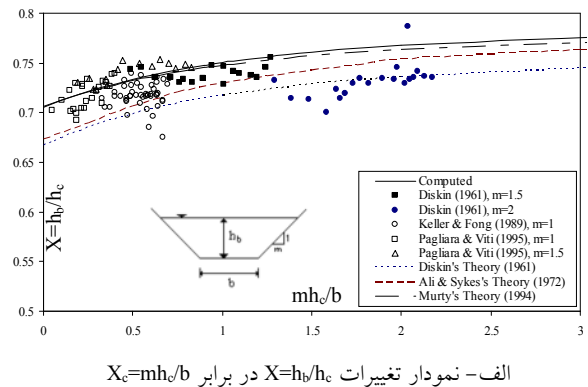 0.8
0.75
0.7
0.65
0.6
0.55
0.5
X=h_b/h_c
0 0.5 1 1.5 2 2.5 3
mh_c/b
Computed
Diskin (1961), m=1.5
Diskin (1961), m=2
Keller & Fong (1989), m=1
Pagliara & Viti (1995), m=1
Pagliara & Viti (1995), m=1.5
Diskin's Theory (1961)
Ali & Sykes's Theory (1972)
Murty's Theory (1994)
h_b
1
m
b
الف- نمودار تغییرات X=h_b/h_c در برابر X_c=mh_c/b